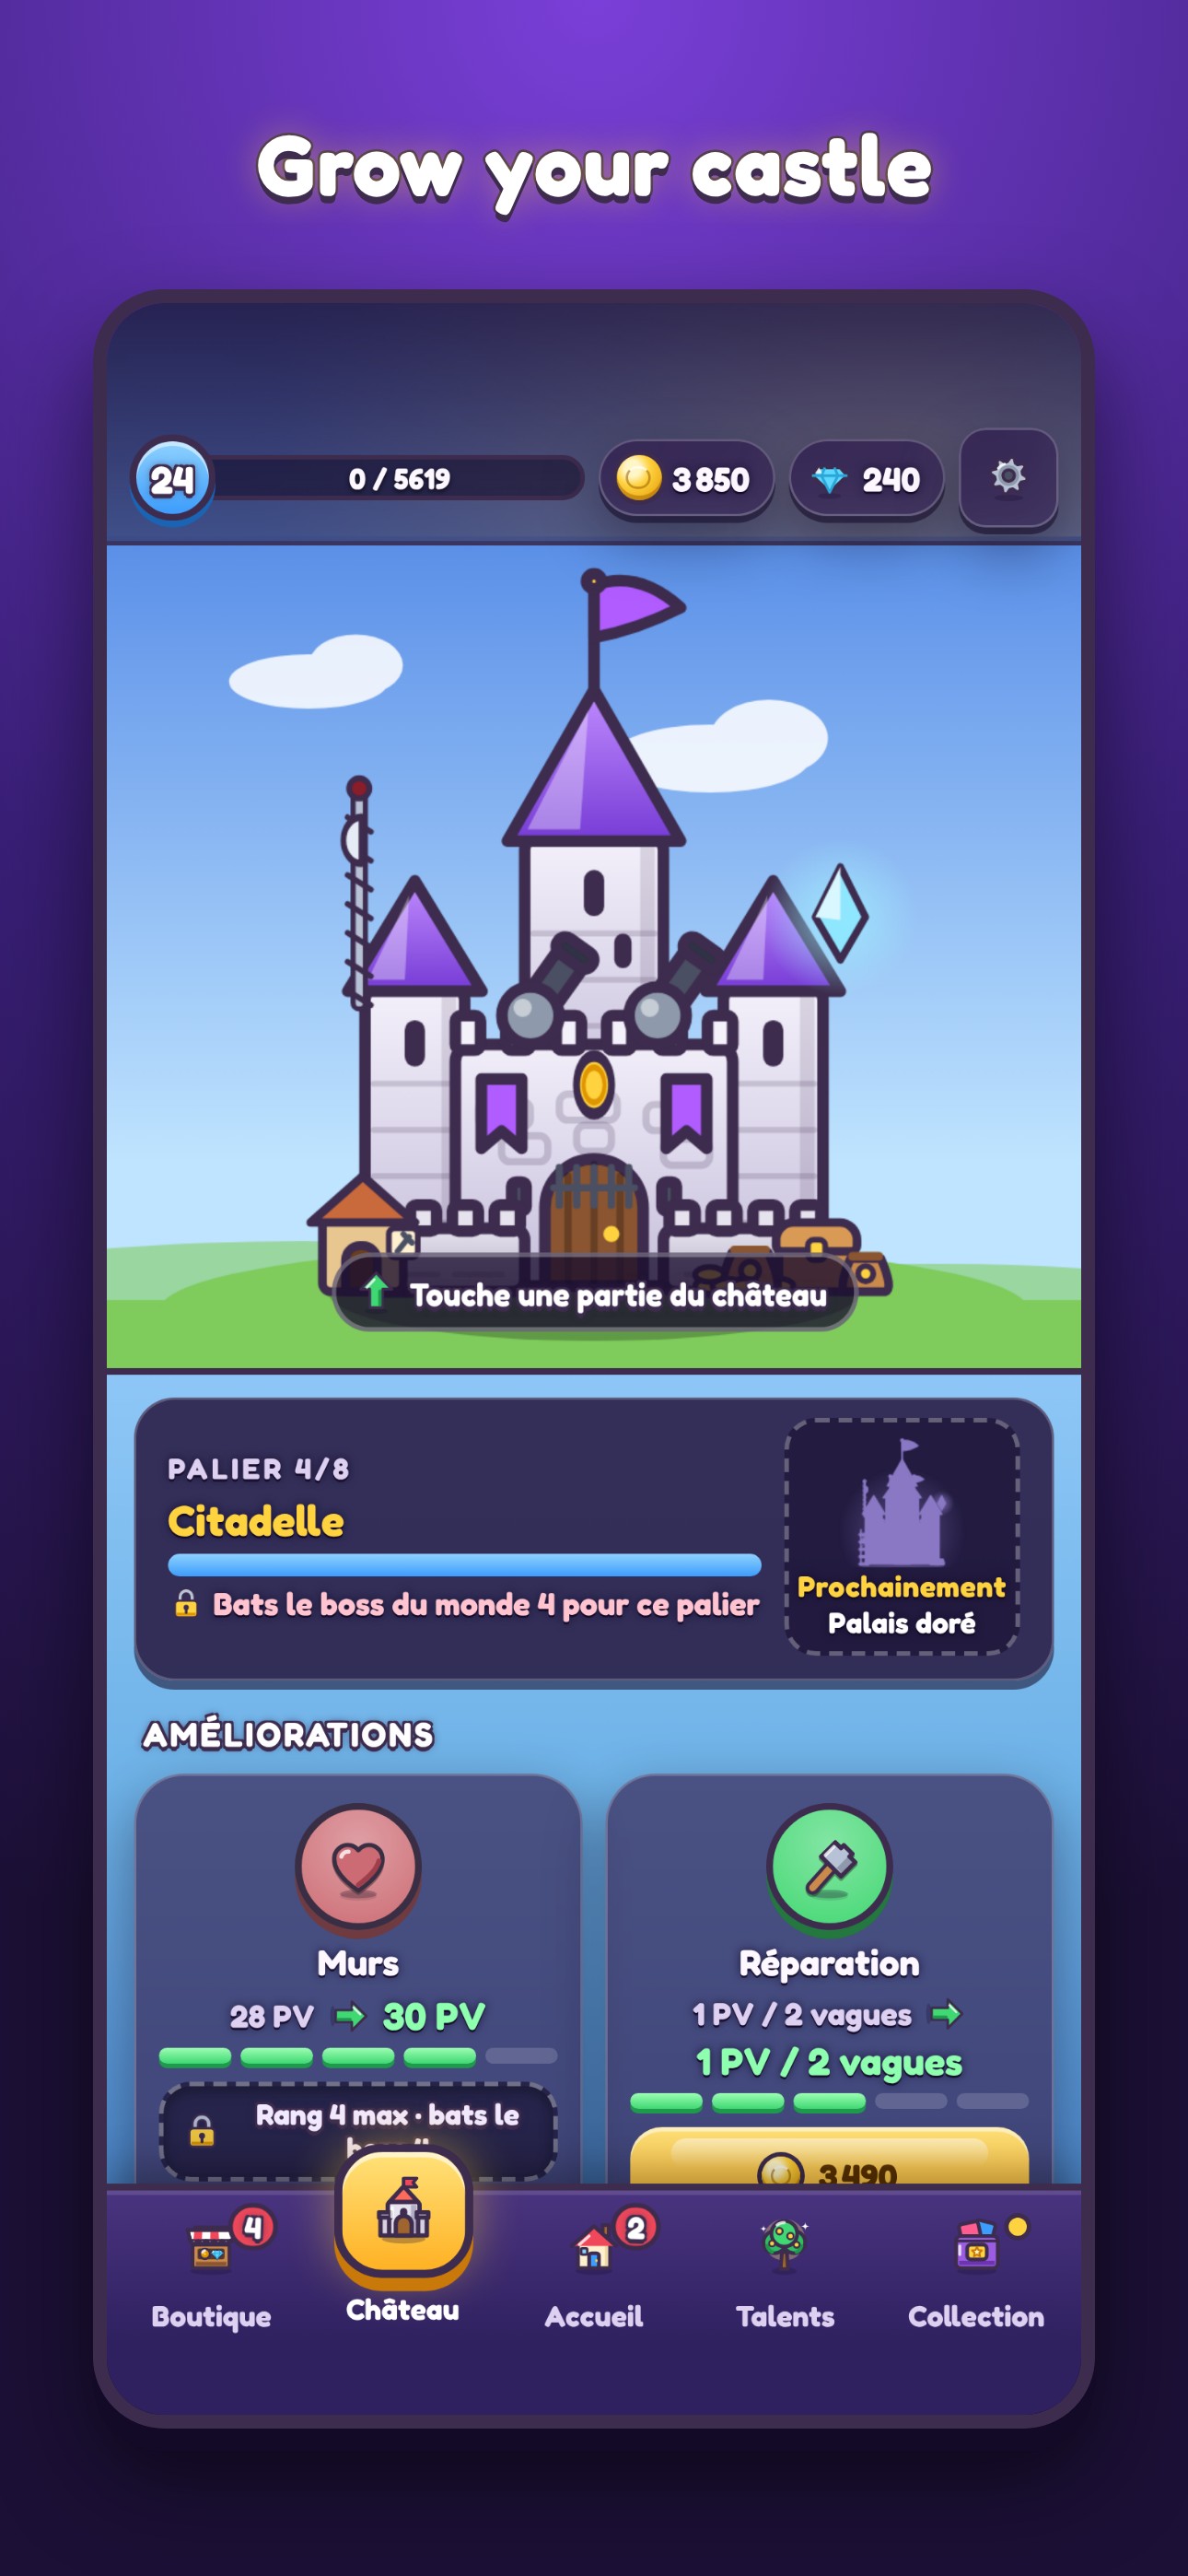 Grow your castle
24
0 / 5619
3 850
240
Touche une partie du château
PALIER 4/8
Citadelle
Bats le boss du monde 4 pour ce palier
Prochainement
Palais doré
AMÉLIORATIONS
Murs
28 PV
30 PV
Rang 4 max · bats le
Réparation
1 PV / 2 vagues
1 PV / 2 vagues
3 490
4
2
Boutique
Château
Accueil
Talents
Collection